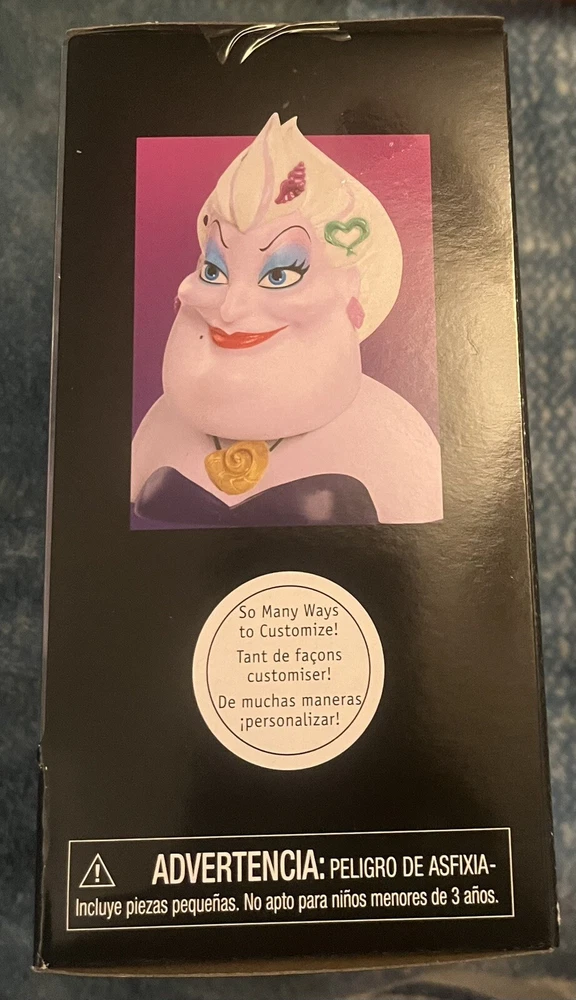 So Many Ways
to Customize!
Tant de façons
customiser!
De muchas maneras
¡personalizar!
ADVERTENCIA: PELIGRO DE ASFIXIA-
Incluye piezas pequeñas. No apto para niños menores de 3 años.